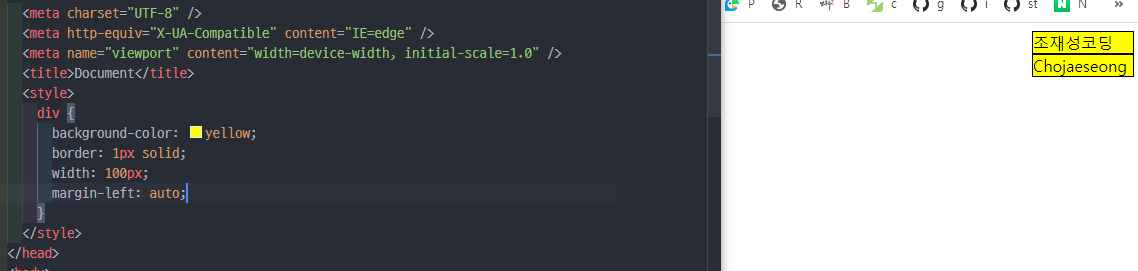 <meta charset="UTF-8" />
<meta http-equiv="X-UA-Compatible" content="IE=edge" />
<meta name="viewport" content="width=device-width, initial-scale=1.0" />
<title>Document</title>
<style>
div {
background-color: yellow;
border: 1px solid;
width: 100px;
margin-left: auto;
}
</style>
</head>
<body>
P R B c g i st N »
조재성코딩
Chojaeseong